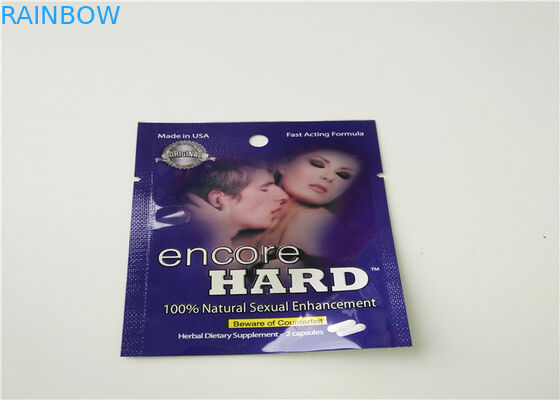 RAINBOW
Made in USA
Fast Acting Formula
ORIGINAL
encore
HARD™
100% Natural Sexual Enhancement
Beware of Counterfeit
Herbal Dietary Supplement - 2 capsules